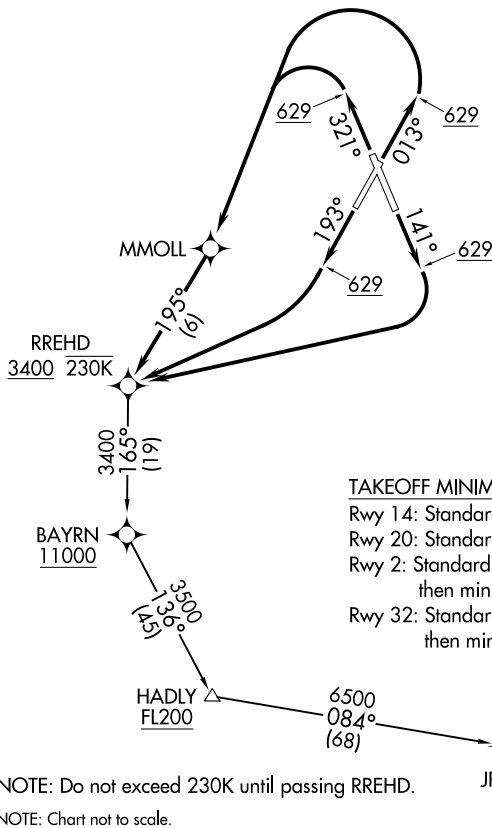 629
629
321°
013°
193°
141°
629
629
MMOLL
195°
(6)
RREHD
3400 230K
3400
165°
(19)
TAKEOFF MINIM
Rwy 14: Standar
Rwy 20: Standar
Rwy 2: Standard
then min
Rwy 32: Standar
then min
BAYRN
11000
3500
136°
(45)
HADLY
FL200
6500
084°
(68)
NOTE: Do not exceed 230K until passing RREHD.
NOTE: Chart not to scale.